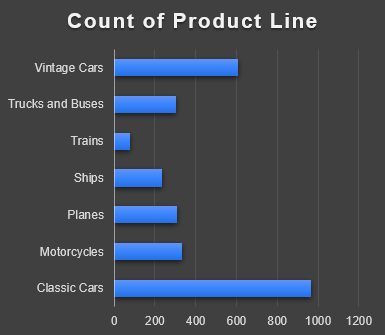 Count of Product Line
Vintage Cars
Trucks and Buses
Trains
Ships
Planes
Motorcycles
Classic Cars
0 200 400 600 800 1000 1200